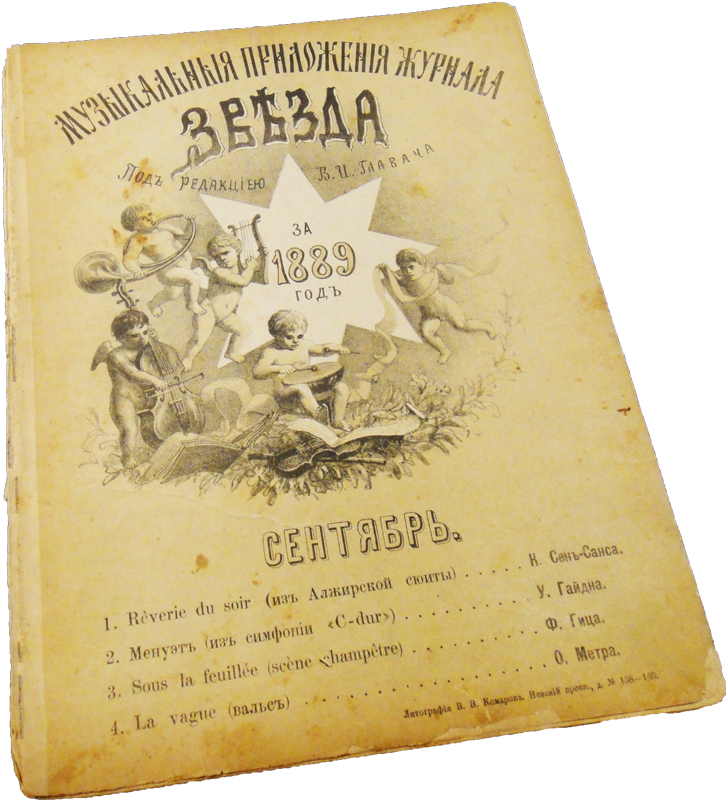 МУЗЫКАЛЬНЫЯ ПРИЛОЖЕНІЯ ЖУРНАЛА
ЗВѢЗДА
ПОДЪ РЕДАКЦІЕЮ В. И. ГЛАВАЧА
ЗА
1889
ГОДЪ
СЕНТЯБРЬ.
1. Rêverie du soir (изъ Алжирской сюиты) . . . . . К. Сенъ-Санса.
2. Менуэтъ (изъ симфоніи «C-dur») . . . . . . . . . У. Гайдна.
3. Sous la feuillée (scène champêtre) . . . . . . . . . Ф. Гица.
4. La vague (вальсъ) . . . . . . . . . . . . . . . . . О. Метра.
Литографія В. В. Комарова. Невскій просп., д. № 138—140.